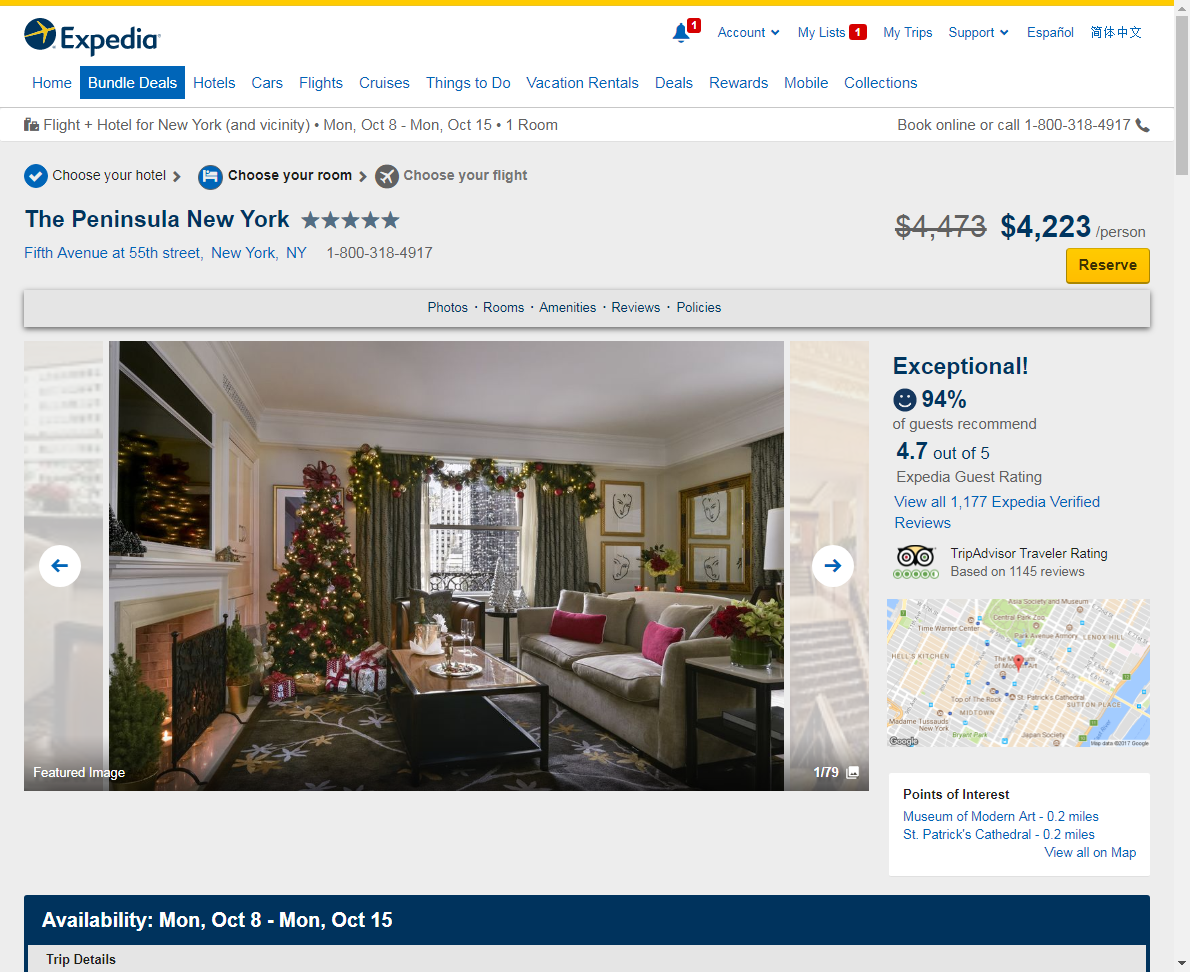 Expedia
1
Account
My Lists 1
My Trips
Support
Español
简体中文
Home
Bundle Deals
Hotels
Cars
Flights
Cruises
Things to Do
Vacation Rentals
Deals
Rewards
Mobile
Collections
Flight + Hotel for New York (and vicinity) • Mon, Oct 8 - Mon, Oct 15 • 1 Room
Book online or call 1-800-318-4917
Choose your hotel
Choose your room
Choose your flight
The Peninsula New York
$4,473 $4,223 /person
Fifth Avenue at 55th street, New York, NY 1-800-318-4917
Reserve
Photos · Rooms · Amenities · Reviews · Policies
Exceptional!
94%
of guests recommend
4.7 out of 5
Expedia Guest Rating
View all 1,177 Expedia Verified
Reviews
TripAdvisor Traveler Rating
Based on 1145 reviews
Asia Society and Museum
Central Park Zoo
Time Warner Center
Park Avenue Armory
LENOX HILL
HELL'S KITCHEN
The Museum
of Modern Art
Top of The Rock
St. Patrick's Cathedral
SUTTON PLACE
MIDTOWN
Madame Tussauds
New York
Bryant Park
Japan Society
Google
Map data ©2017 Google
Featured Image
1/79
Points of Interest
Museum of Modern Art - 0.2 miles
St. Patrick's Cathedral - 0.2 miles
View all on Map
Availability: Mon, Oct 8 - Mon, Oct 15
Trip Details